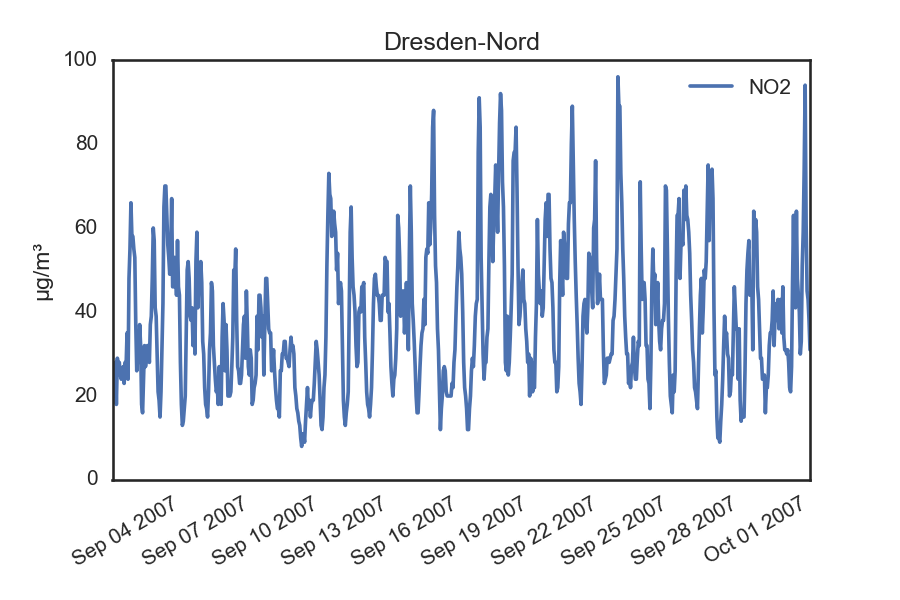 Dresden-Nord
100
80
60
40
20
0
µg/m³
NO2
Sep 04 2007
Sep 07 2007
Sep 10 2007
Sep 13 2007
Sep 16 2007
Sep 19 2007
Sep 22 2007
Sep 25 2007
Sep 28 2007
Oct 01 2007